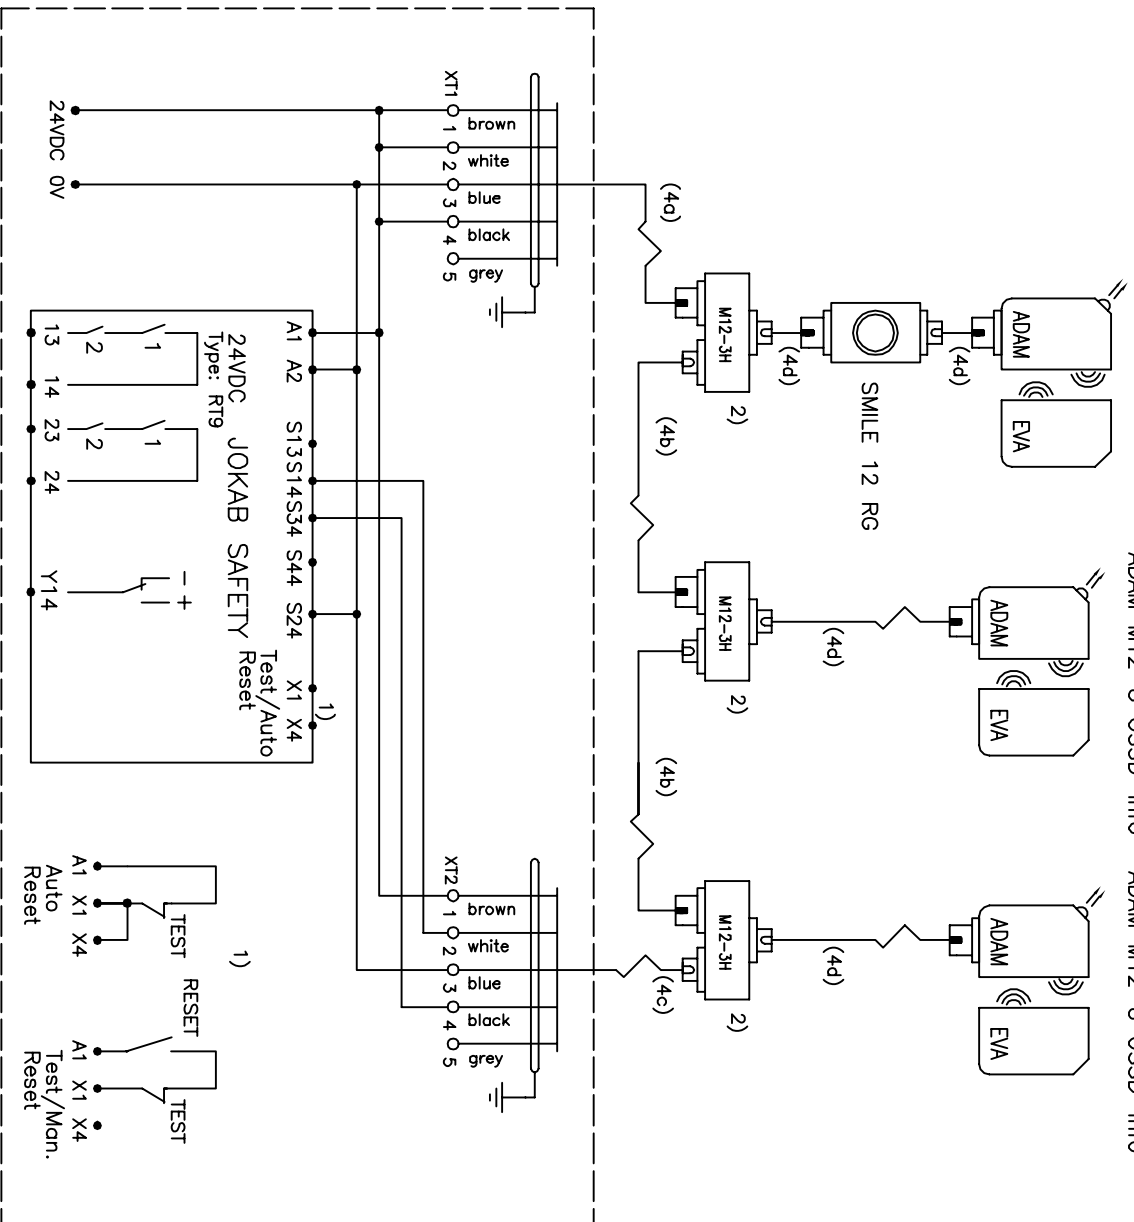 ADAM M12-5 OSSD Info
ADAM M12-5 OSSD Info
ADAM
EVA
ADAM
EVA
ADAM
EVA
(4d)
SMILE 12 RG
(4d)
(4d)
(4d)
M12-3H
2)
M12-3H
2)
M12-3H
2)
(4a)
(4b)
(4b)
(4c)
XT1
1 brown
2 white
3 blue
4 black
5 grey
XT2
1 brown
2 white
3 blue
4 black
5 grey
24VDC 0V
A1 A2 S13 S14 S34 S44 S24 X1 X4
1)
Test/Auto
Reset
24VDC JOKAB SAFETY
Type: RT9
1
2
1
2
- +
13 14 23 24 Y14
1)
TEST
A1 X1 X4
Auto
Reset
RESET
TEST
A1 X1 X4
Test/Man.
Reset